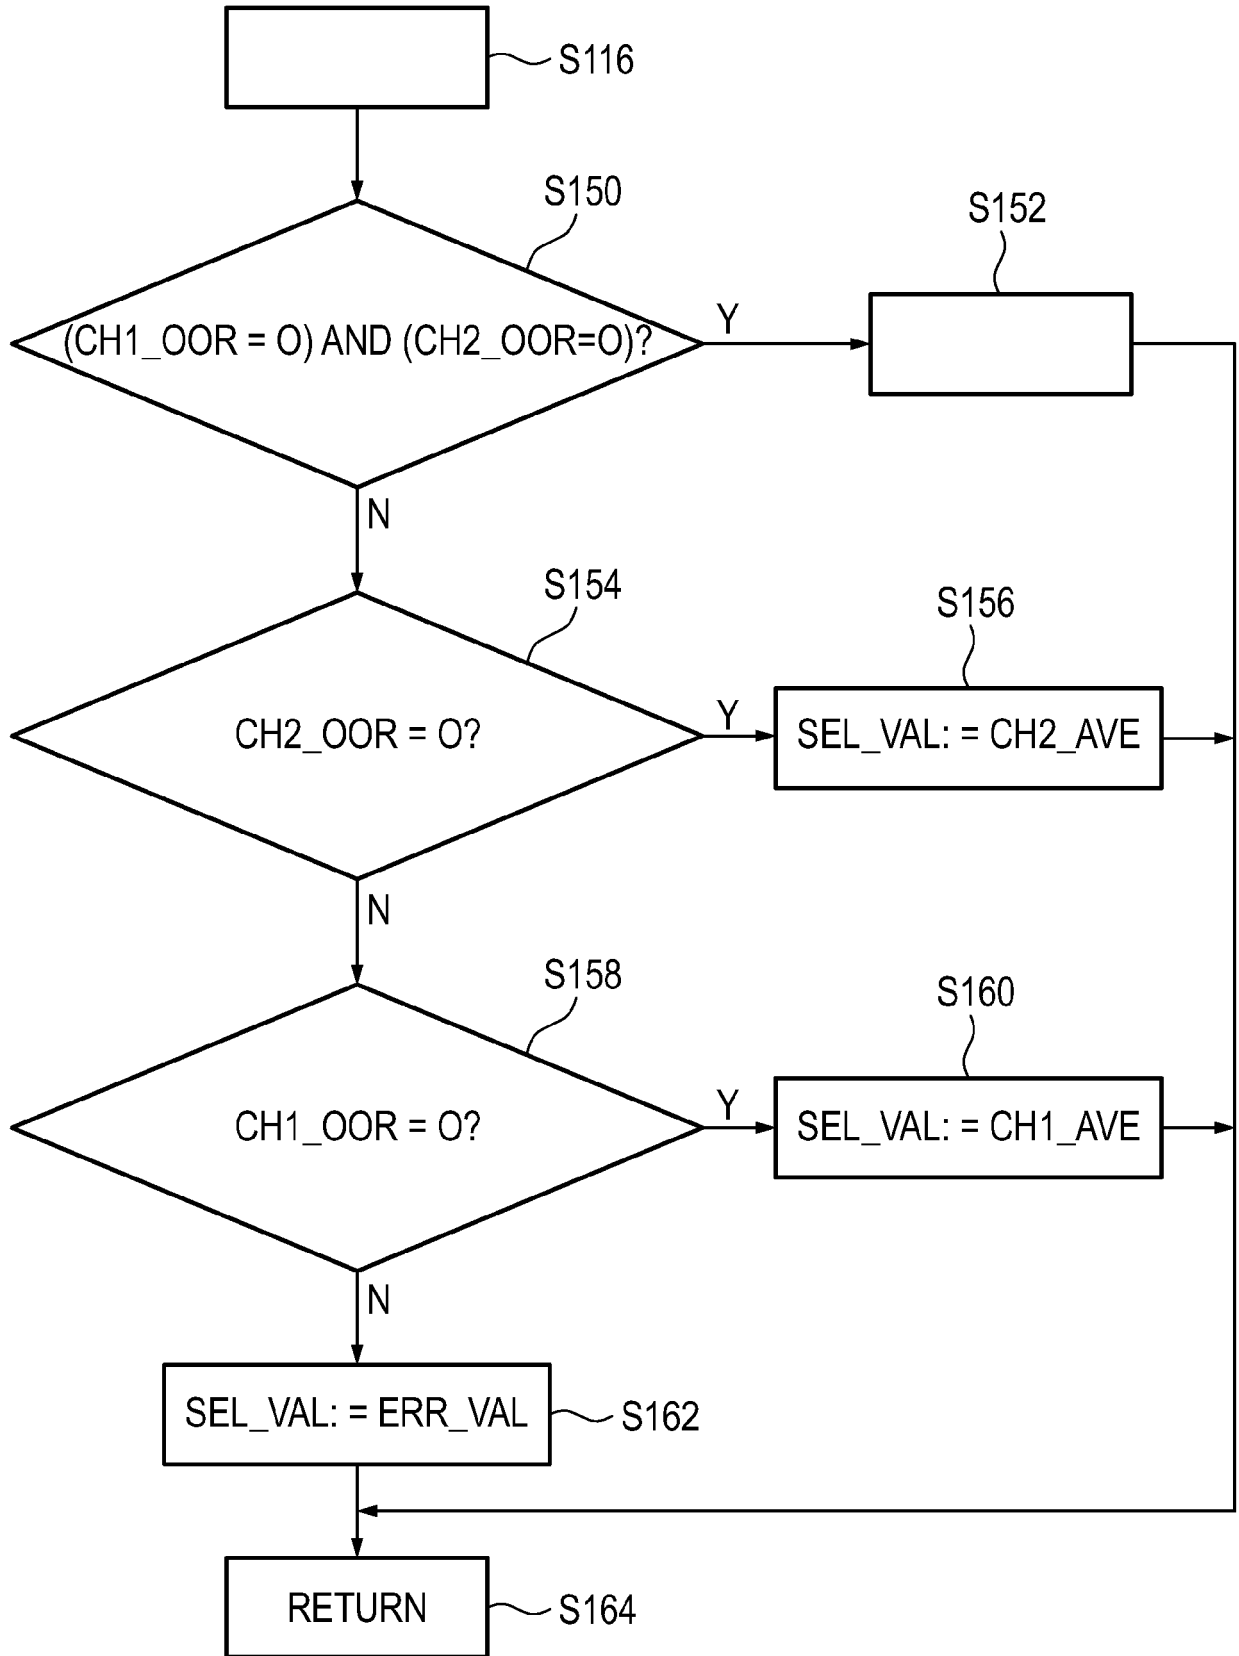 S116
S150
(CH1_OOR = O) AND (CH2_OOR=O)?
Y
S152
N
S154
CH2_OOR = O?
Y
S156
SEL_VAL: = CH2_AVE
N
S158
CH1_OOR = O?
Y
S160
SEL_VAL: = CH1_AVE
N
SEL_VAL: = ERR_VAL
S162
RETURN
S164